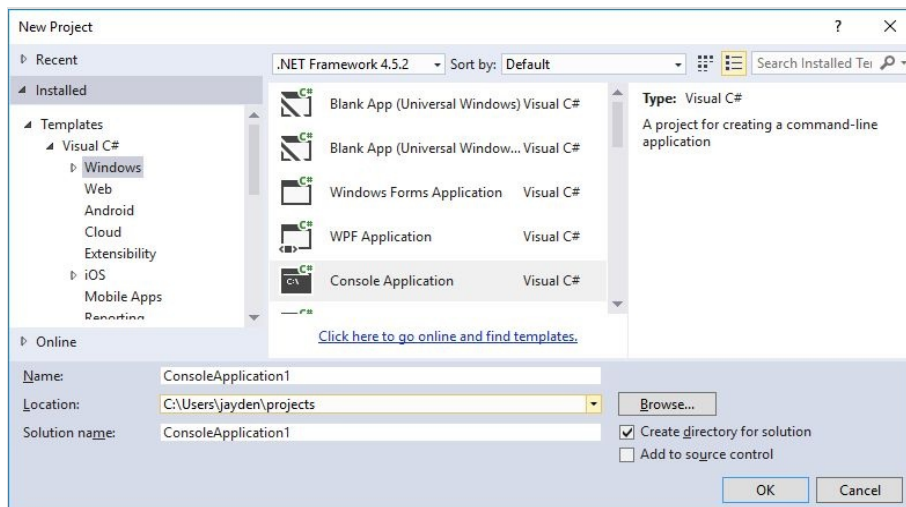 New Project
Recent
.NET Framework 4.5.2 Sort by: Default Search Installed Te
Installed
Templates
Visual C#
Windows
Web
Android
Cloud
Extensibility
iOS
Mobile Apps
Reporting
Online
C# Blank App (Universal Windows) Visual C#
C# Blank App (Universal Window... Visual C#
C# Windows Forms Application Visual C#
C# WPF Application Visual C#
C# C:\ Console Application Visual C#
C#
Click here to go online and find templates.
Type: Visual C#
A project for creating a command-line
application
Name: ConsoleApplication1
Location: C:\Users\jayden\projects Browse...
Solution name: ConsoleApplication1
Create directory for solution
Add to source control
OK Cancel